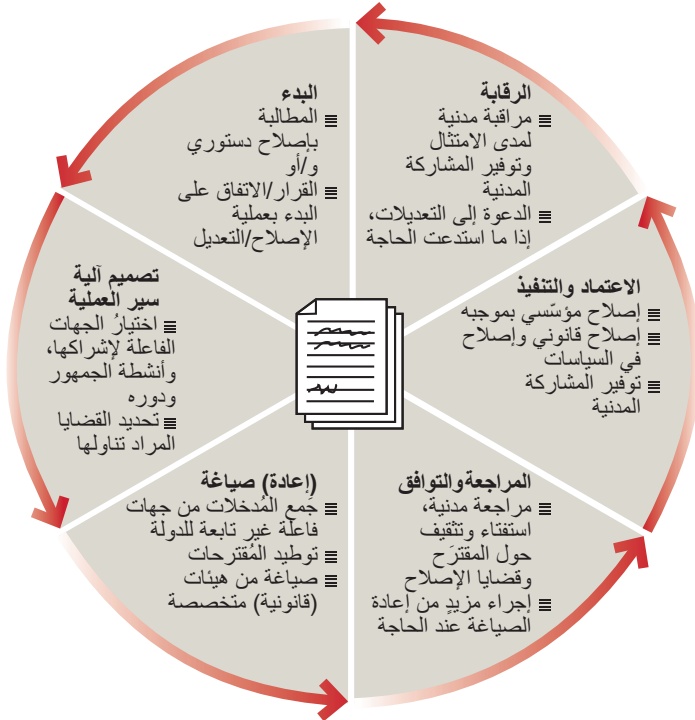 البدء
≡ المطالبة
بإصلاح دستوري
و/أو
≡ القرار/الاتفاق على
البدء بعملية
الإصلاح/التعديل
تصميم آلية
سير العملية
≡ اختيارُ الجهات
الفاعلة لإشراكها،
وأنشطة الجمهور
ودوره
≡ تحديد القضايا
المراد تناولها
(إعادة) صياغة
≡ جَمع المُدخلات من جهات
فاعلة غير تابعة للدولة
≡ توطيد المُقترحات
≡ صياغة من هيئات
(قانونية) متخصصة
المراجعة والتوافق
≡ مراجعة مدنية،
استفتاء وتثقيف
حول المقترَح
وقضايا الإصلاح
≡ إجراء مزيدٍ من إعادة
الصياغة عند الحاجة
الاعتماد والتنفيذ
≡ إصلاح مؤسّسي بموجبه
≡ إصلاح قانوني وإصلاح
في السياسات
≡ توفير المشاركة
المدنية
الرقابة
≡ مراقبة مدنية
لمدى الامتثال
وتوفير المشاركة
المدنية
≡ الدعوة إلى التعديلات،
إذا ما استدعت الحاجة